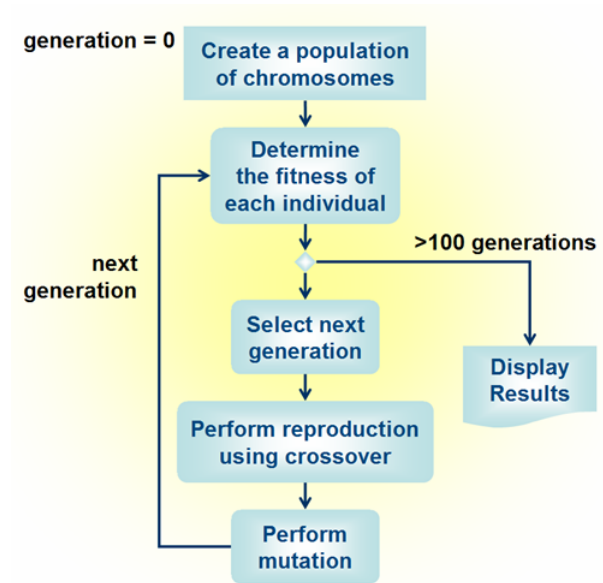 generation = 0
Create a population
of chromosomes
Determine
the fitness of
each individual
>100 generations
next
generation
Select next
generation
Display
Results
Perform reproduction
using crossover
Perform
mutation